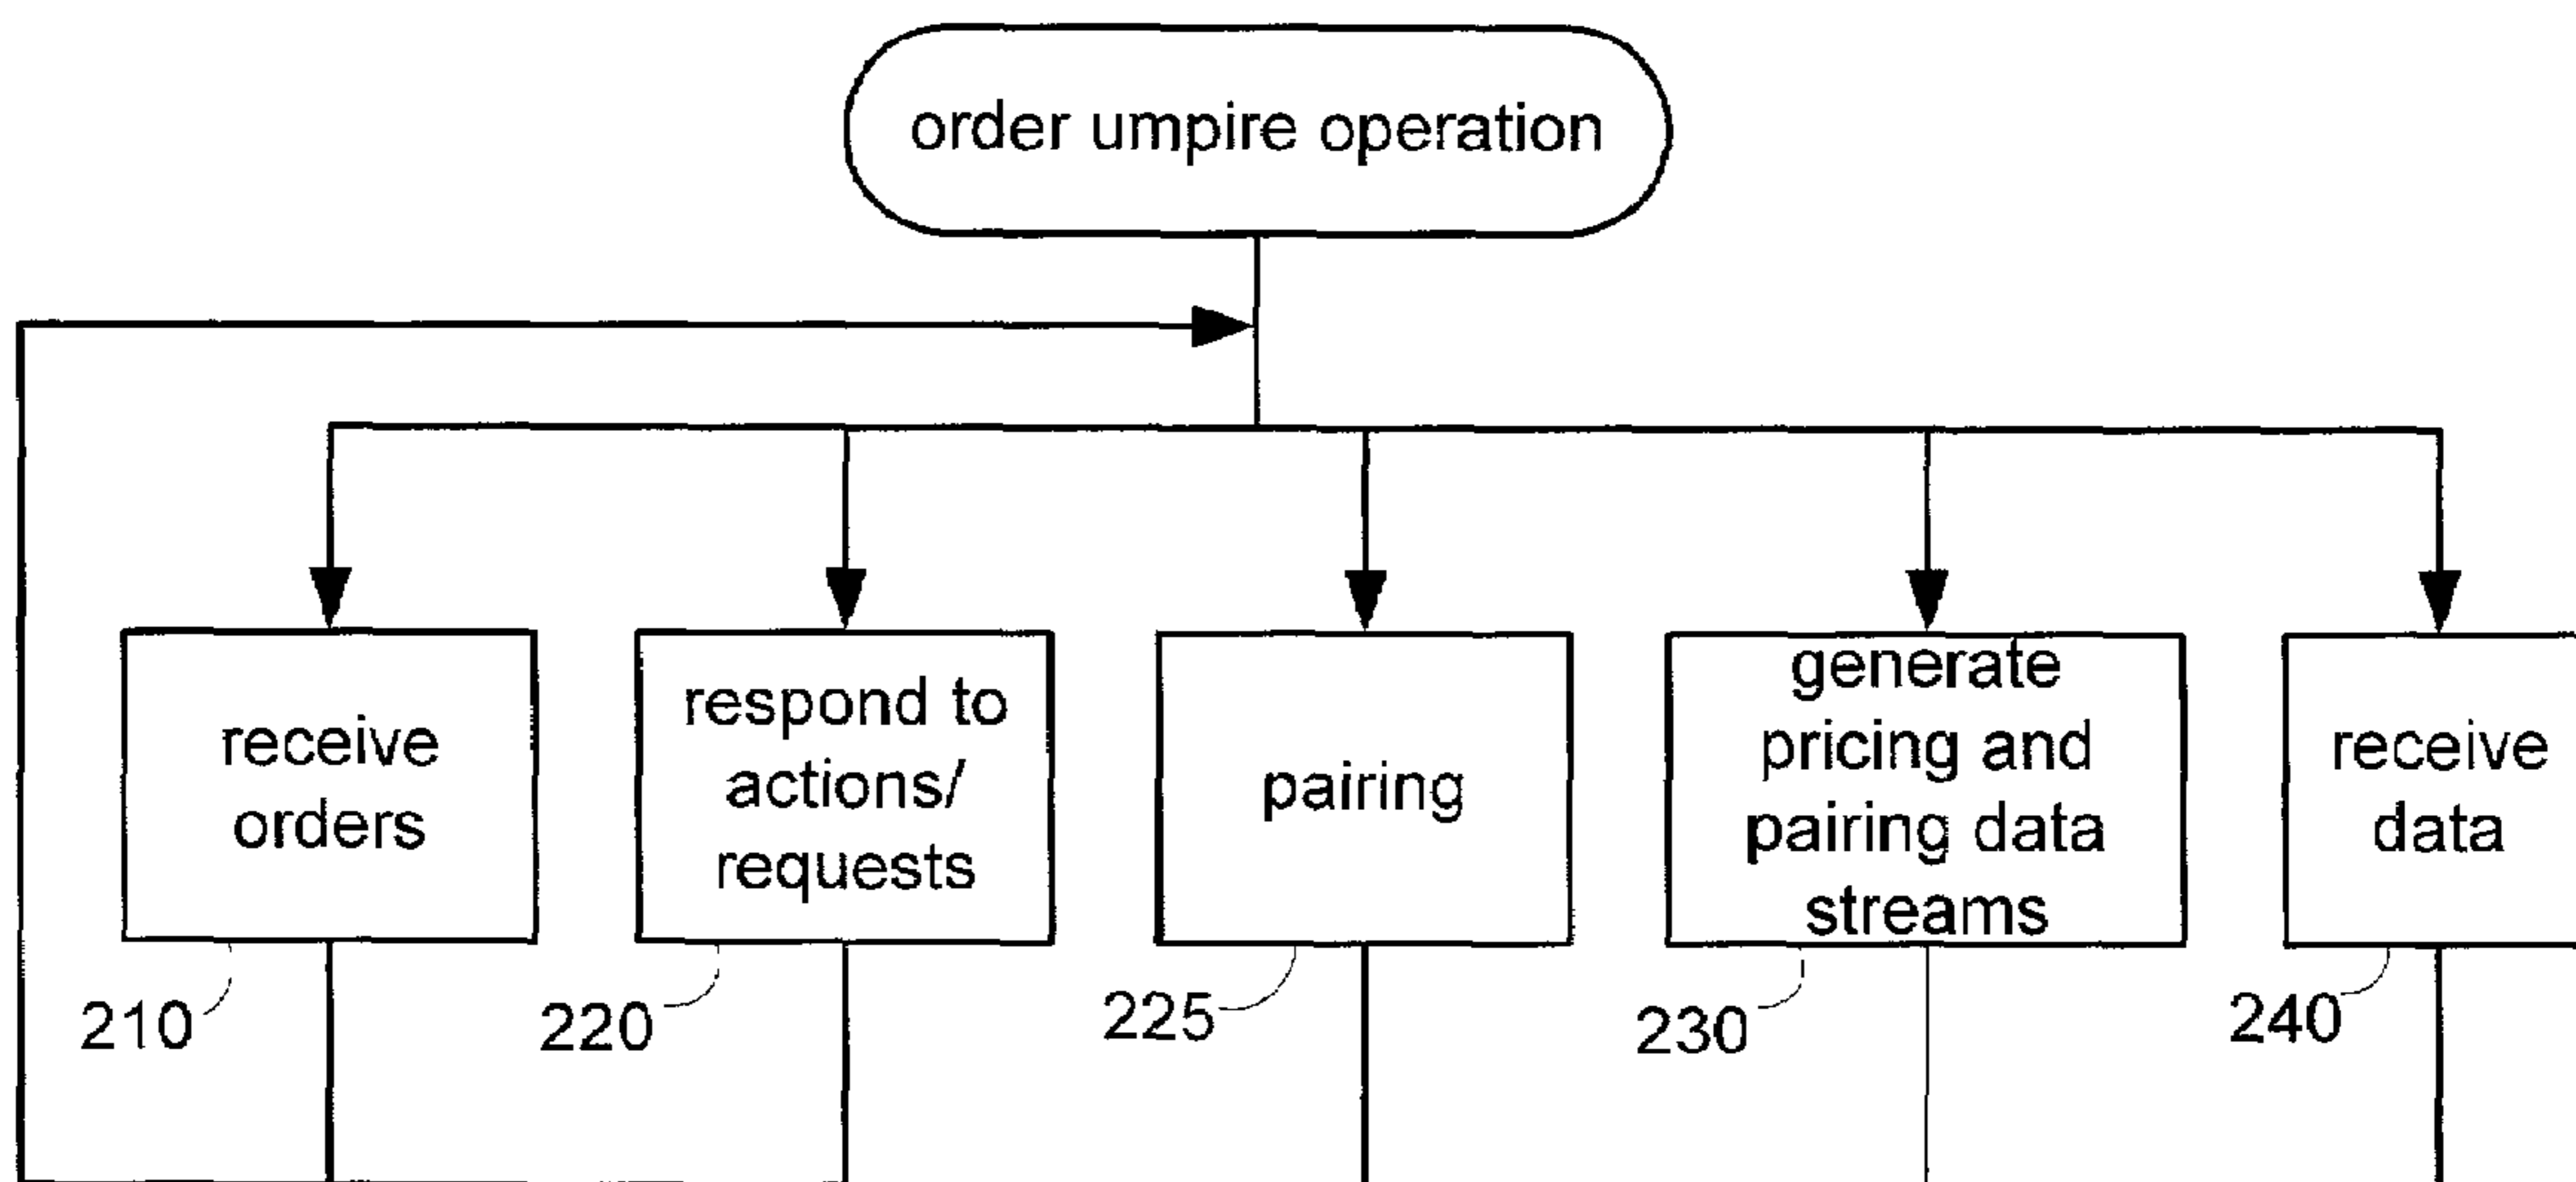 order umpire operation
receive
orders
respond to
actions/
requests
pairing
generate
pricing and
pairing data
streams
receive
data
210
220
225
230
240